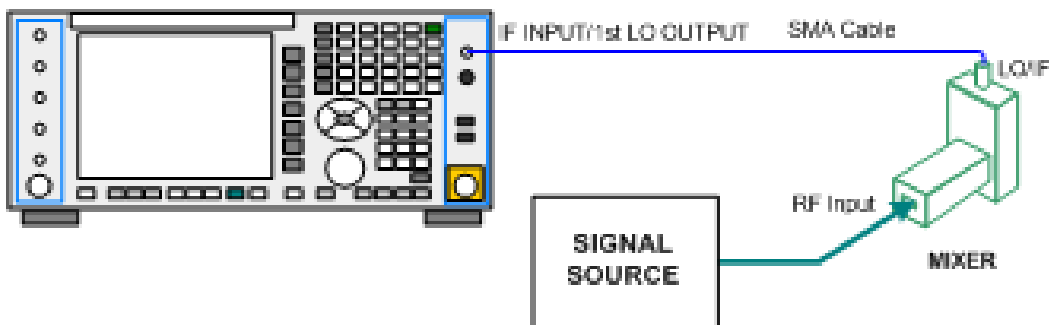 IF INPUT/1st LO OUTPUT
SMA Cable
LO/IF
RF Input
SIGNAL
SOURCE
MIXER